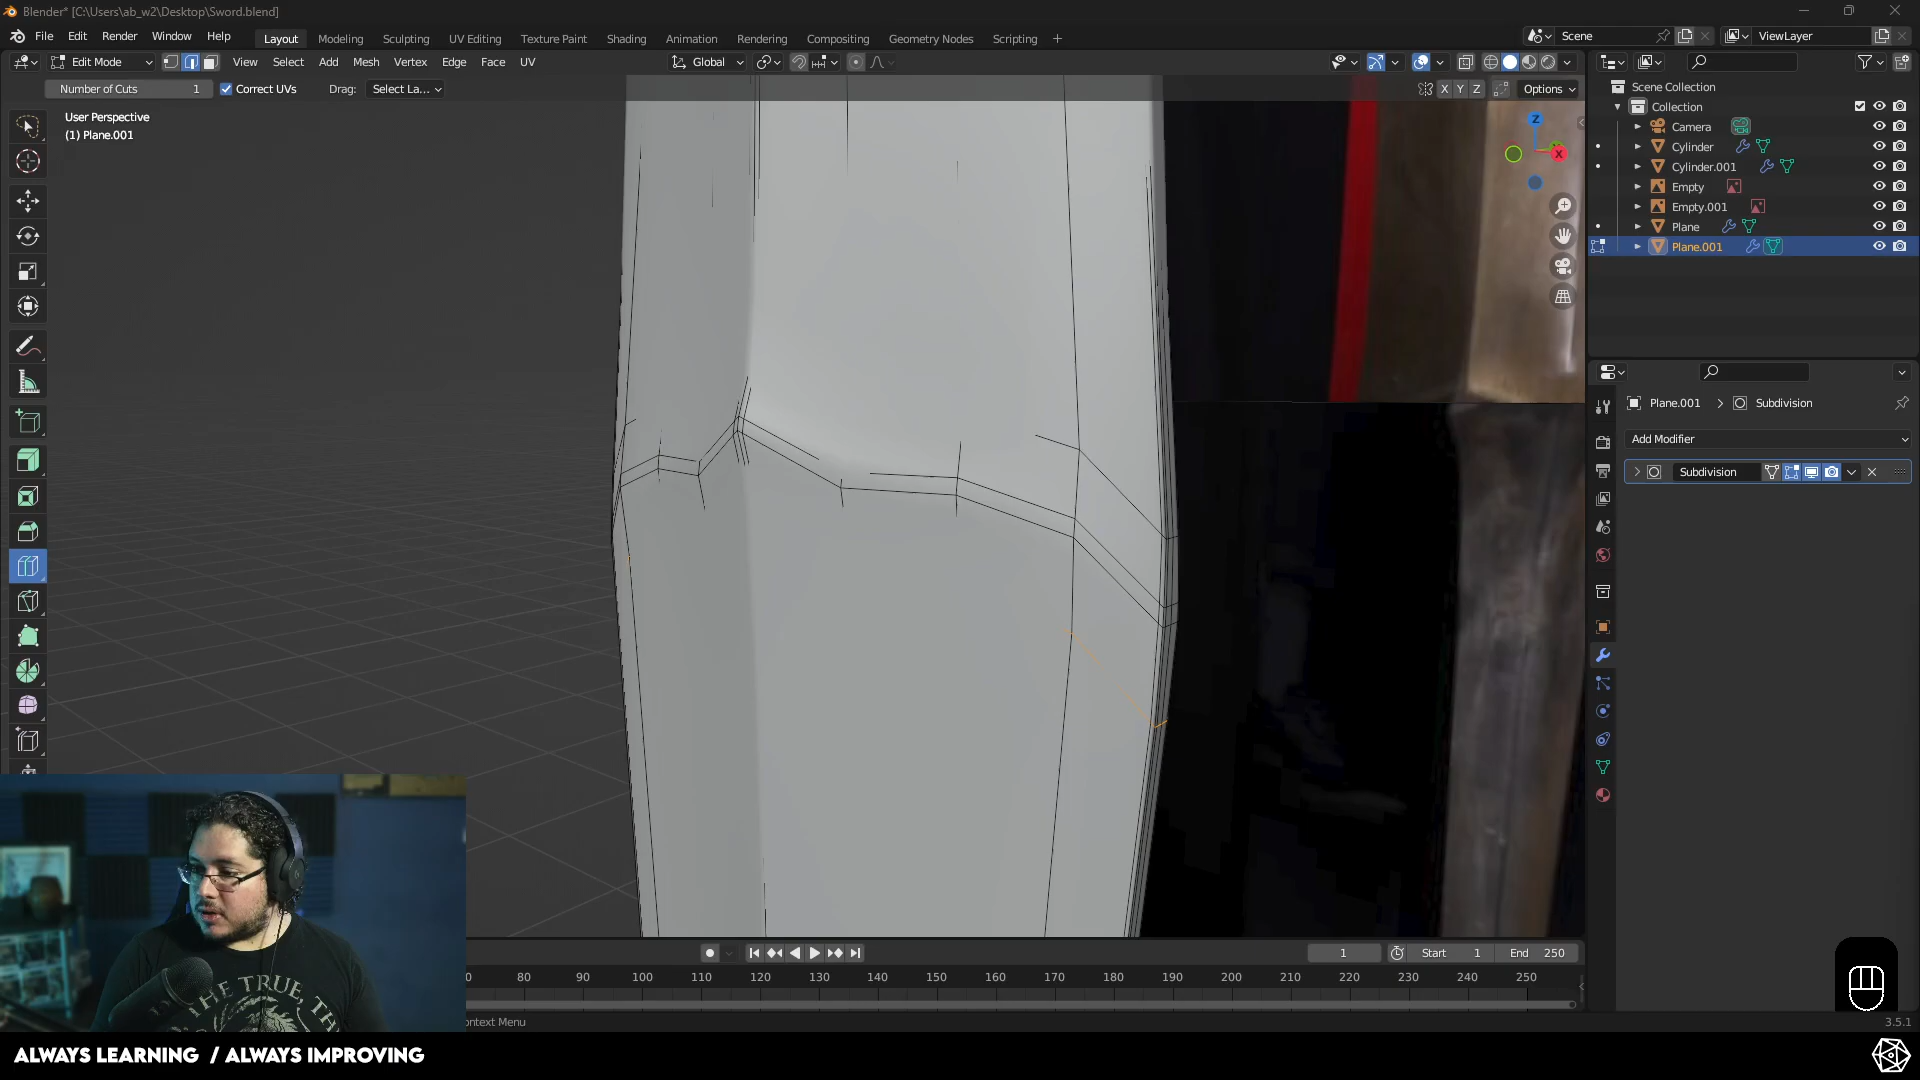 Blender* [C:\Users\ab_w2\Desktop\Sword.blend]
File Edit Render Window Help Layout Modeling Sculpting UV Editing Texture Paint Shading Animation Rendering Compositing Geometry Nodes Scripting + Scene ViewLayer
Edit Mode View Select Add Mesh Vertex Edge Face UV Global
Number of Cuts 1 Correct UVs Drag: Select La... X Y Z Options
User Perspective
(1) Plane.001
Z
X
Scene Collection
Collection
Camera
Cylinder
Cylinder.001
Empty
Empty.001
Plane
Plane.001
Plane.001 > Subdivision
Add Modifier
Subdivision
1 Start 1 End 250
80 90 100 110 120 130 140 150 160 170 180 190 200 210 220 230 240 250
ontext Menu
3.5.1
THE TRUE, TH
ALWAYS LEARNING / ALWAYS IMPROVING